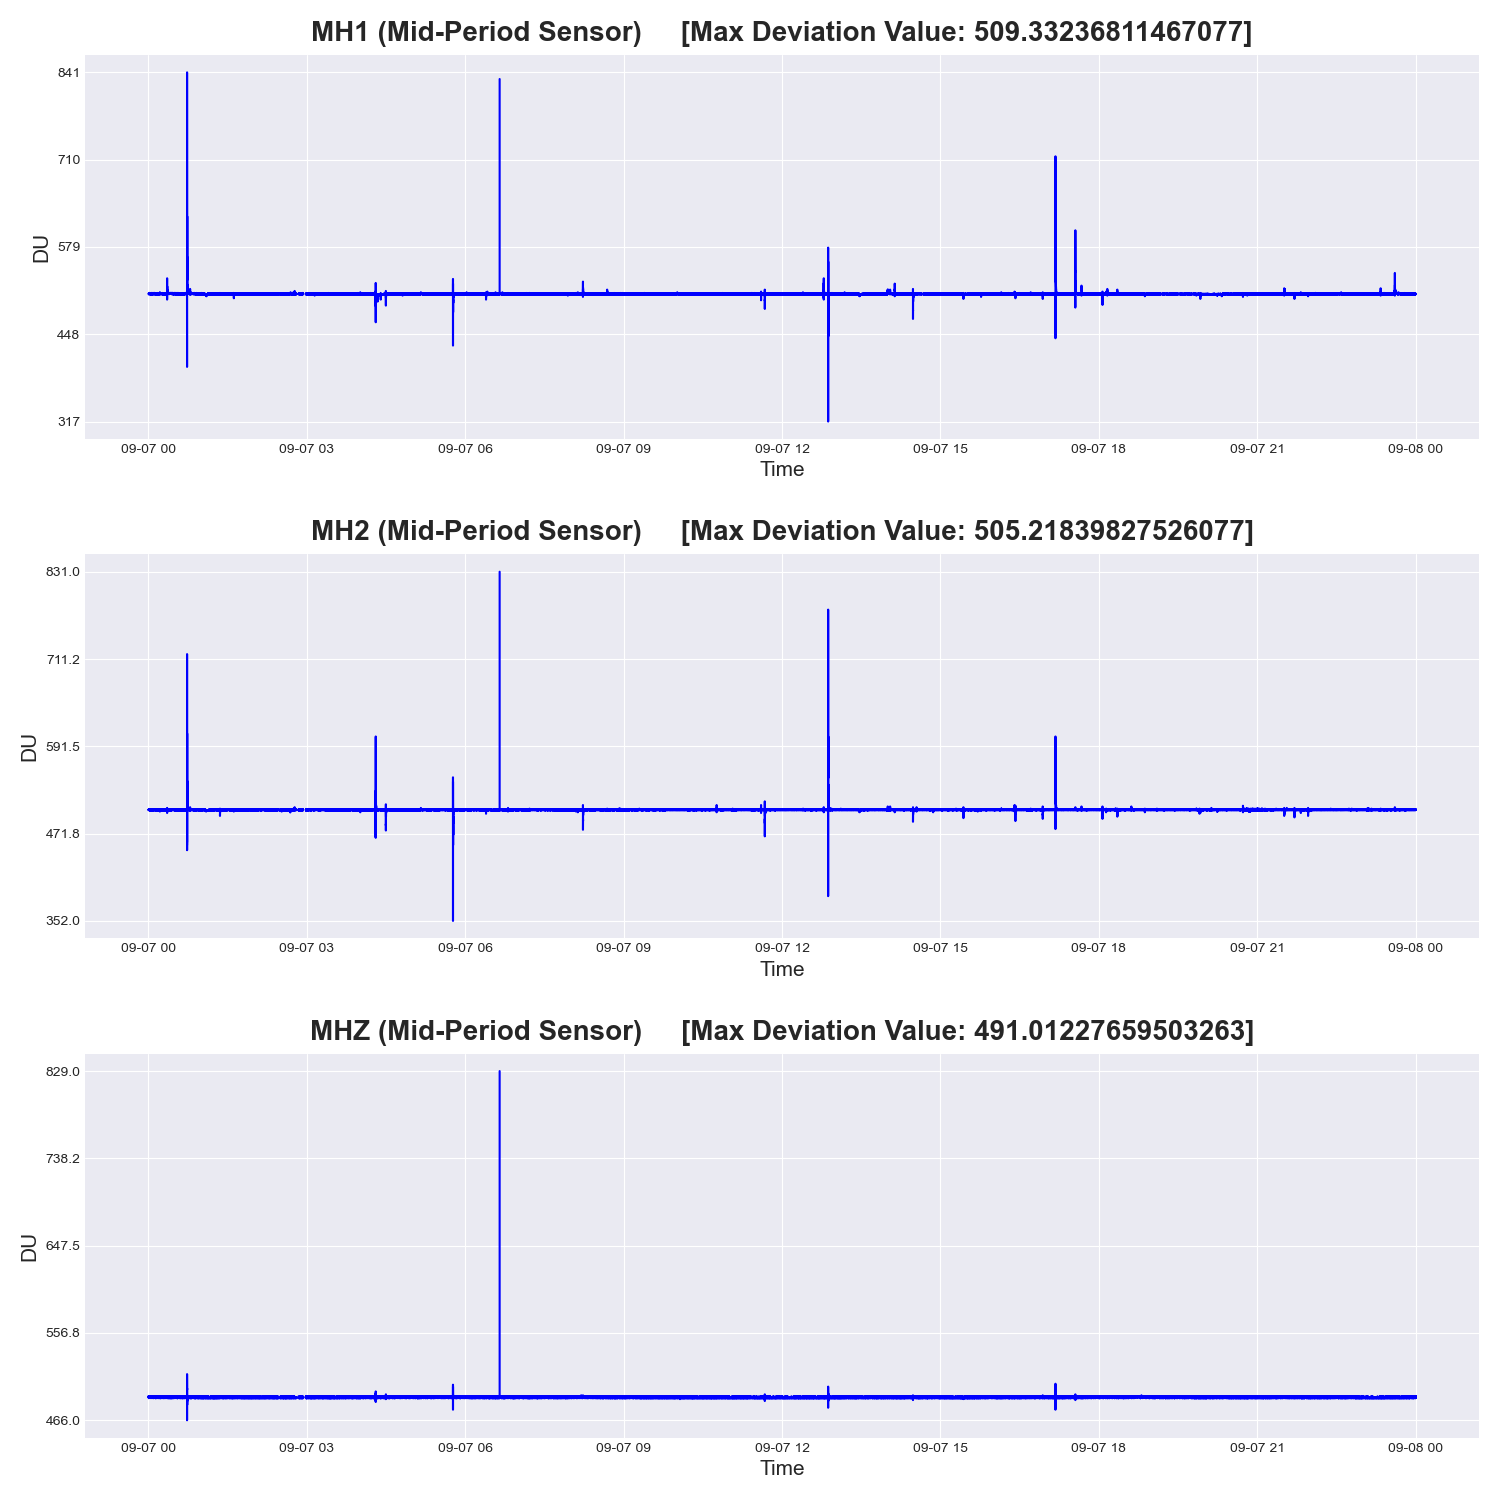 MH1 (Mid-Period Sensor) [Max Deviation Value: 509.33236811467077]
841
710
579
448
317
DU
09-07 00 09-07 03 09-07 06 09-07 09 09-07 12 09-07 15 09-07 18 09-07 21 09-08 00
Time
MH2 (Mid-Period Sensor) [Max Deviation Value: 505.21839827526077]
831.0
711.2
591.5
471.8
352.0
DU
09-07 00 09-07 03 09-07 06 09-07 09 09-07 12 09-07 15 09-07 18 09-07 21 09-08 00
Time
MHZ (Mid-Period Sensor) [Max Deviation Value: 491.01227659503263]
829.0
738.2
647.5
556.8
466.0
DU
09-07 00 09-07 03 09-07 06 09-07 09 09-07 12 09-07 15 09-07 18 09-07 21 09-08 00
Time